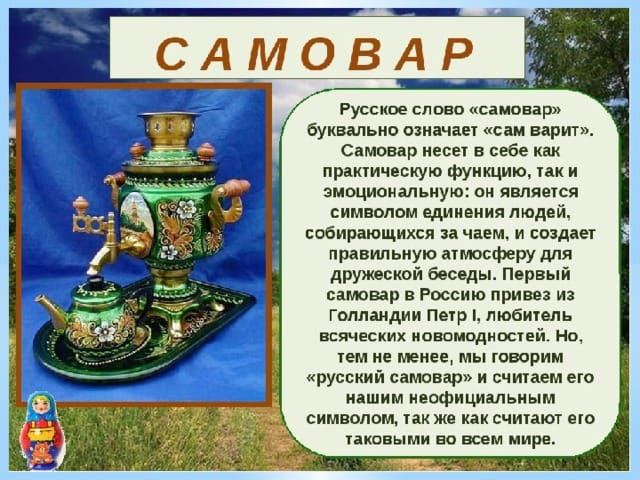 САМОВАР
Русское слово «самовар»
буквально означает «сам варит».
Самовар несет в себе как
практическую функцию, так и
эмоциональную: он является
символом единения людей,
собирающихся за чаем, и создает
правильную атмосферу для
дружеской беседы. Первый
самовар в Россию привез из
Голландии Петр I, любитель
всяческих новомодностей. Но,
тем не менее, мы говорим
«русский самовар» и считаем его
нашим неофициальным
символом, так же как считают его
таковыми во всем мире.